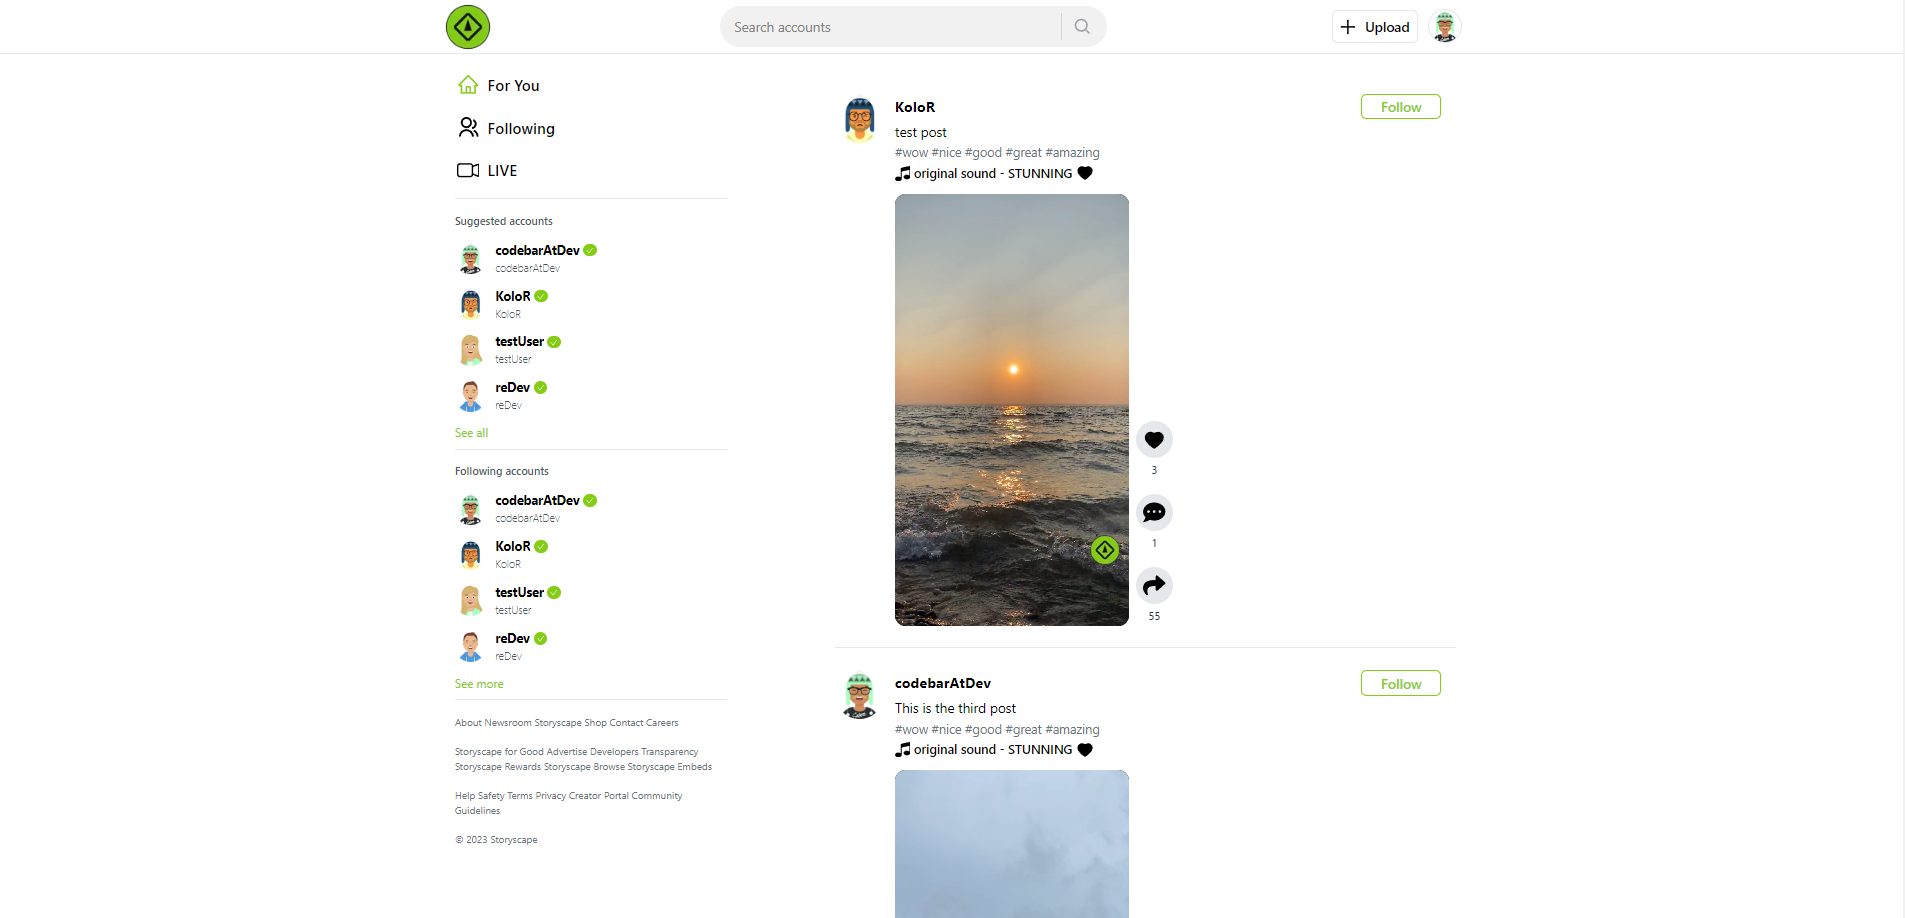 Search accounts
Upload
For You
Following
LIVE
Suggested accounts
codebarAtDev
codebarAtDev
KoloR
KoloR
testUser
testUser
reDev
reDev
See all
Following accounts
codebarAtDev
codebarAtDev
KoloR
KoloR
testUser
testUser
reDev
reDev
See more
About Newsroom Storyscape Shop Contact Careers
Storyscape for Good Advertise Developers Transparency
Storyscape Rewards Storyscape Browse Storyscape Embeds
Help Safety Terms Privacy Creator Portal Community
Guidelines
© 2023 Storyscape
KoloR
Follow
test post
#wow #nice #good #great #amazing
original sound - STUNNING
3
1
55
codebarAtDev
Follow
This is the third post
#wow #nice #good #great #amazing
original sound - STUNNING